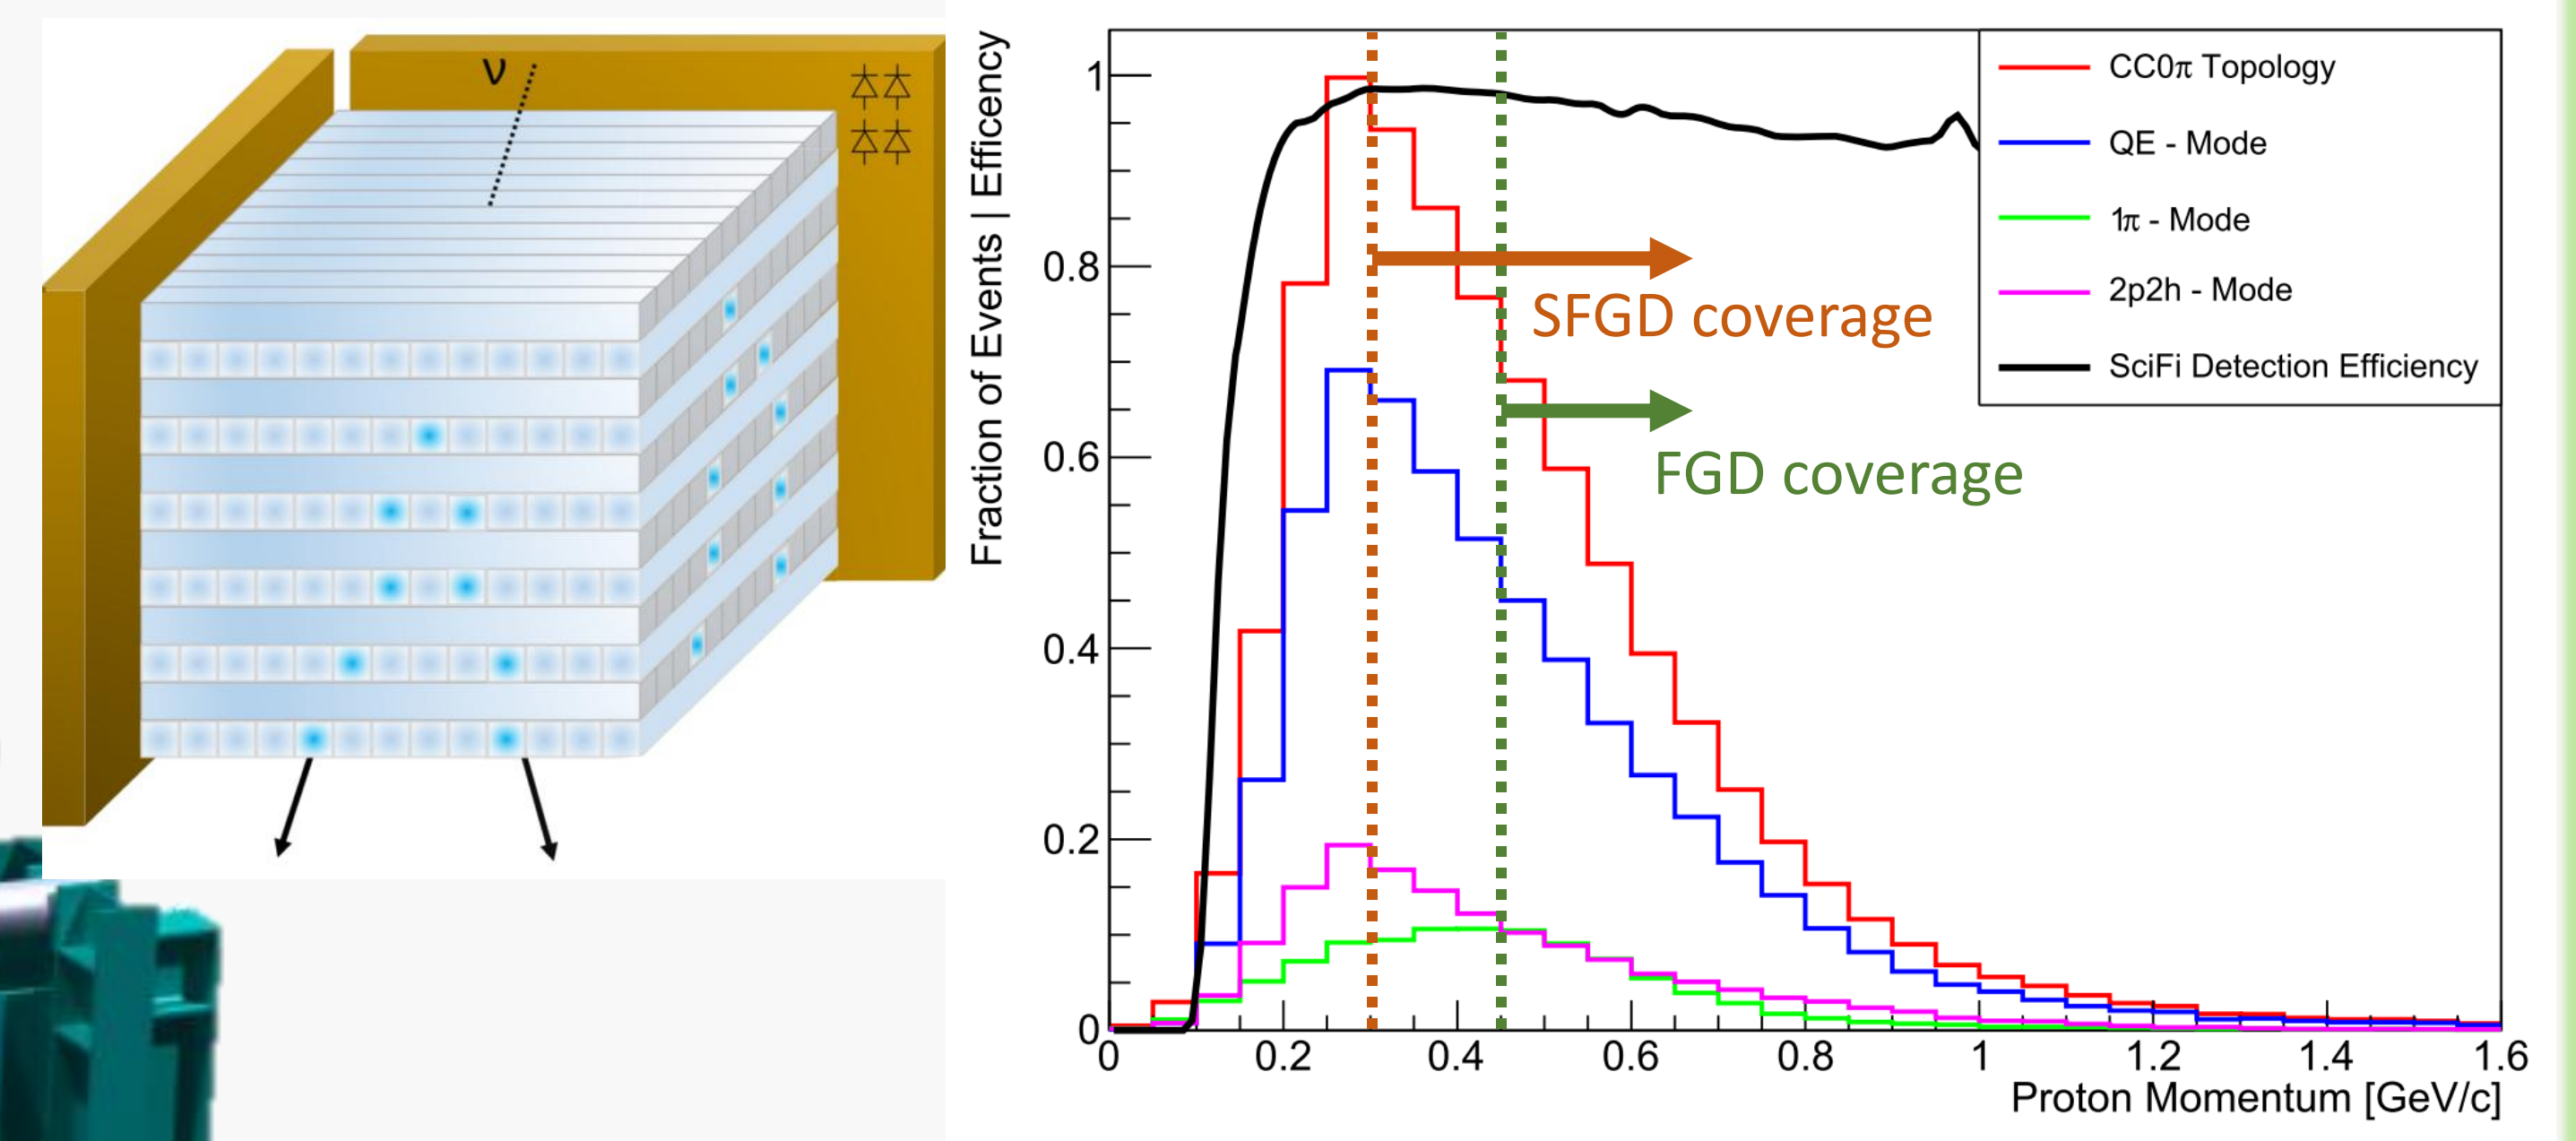 ν
Fraction of Events | Efficency
1
0.8
0.6
0.4
0.2
0
CC0π Topology
QE - Mode
1π - Mode
2p2h - Mode
SciFi Detection Efficiency
SFGD coverage
FGD coverage
0 0.2 0.4 0.6 0.8 1 1.2 1.4 1.6
Proton Momentum [GeV/c]